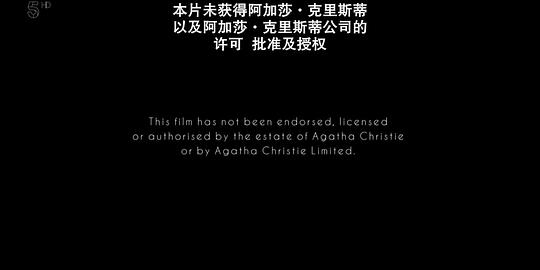 5 HD
本片未获得阿加莎·克里斯蒂
以及阿加莎·克里斯蒂公司的
许可 批准及授权
This film has not been endorsed, licensed
or authorised by the estate of Agatha Christie
or by Agatha Christie Limited.